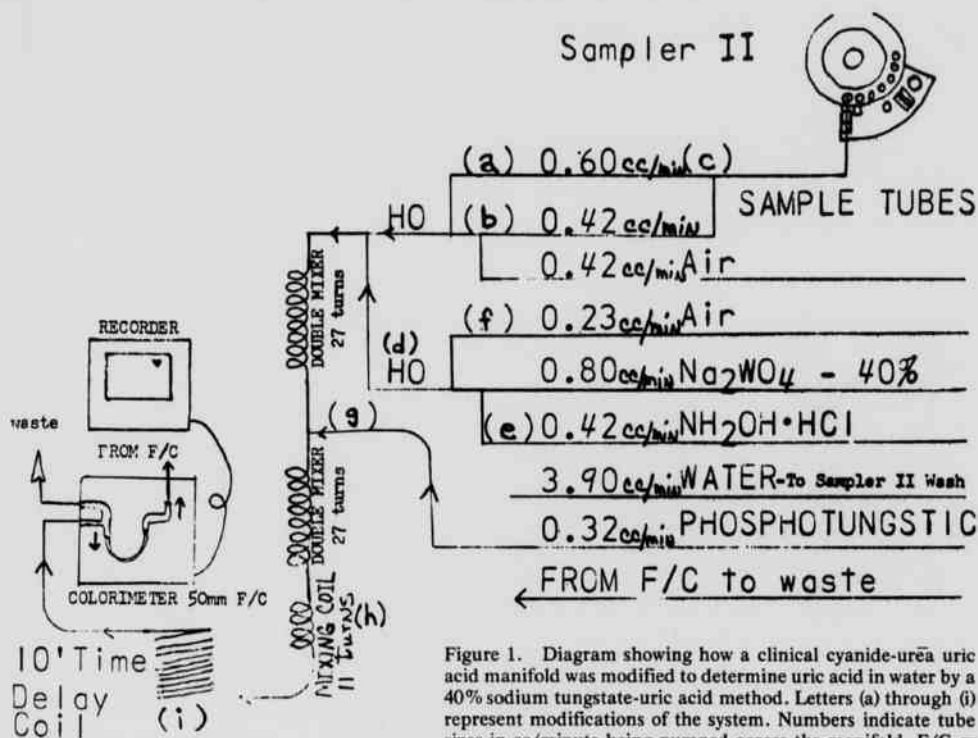 Sampler II
(a) 0.60cc/min (c)
SAMPLE TUBES
HO (b) 0.42 cc/min
0.42cc/min Air
(f) 0.23cc/min Air
(d)
HO 0.80cc/min Na₂WO₄ - 40%
(e) 0.42cc/min NH₂OH•HCl
3.90cc/min WATER-To Sampler II Wash
0.32cc/min PHOSPHOTUNGSTIC
FROM F/C to waste
DOUBLE MIXER
27 turns
(g)
DOUBLE MIXER
27 turns
MIXING COIL
11 turns
(h)
RECORDER
waste
FROM F/C
COLORIMETER 50mm F/C
10' Time
Delay
Coil
(i)
Figure 1. Diagram showing how a clinical cyanide-urea uric
acid manifold was modified to determine uric acid in water by a
40% sodium tungstate-uric acid method. Letters (a) through (i)
represent modifications of the system. Numbers indicate tube